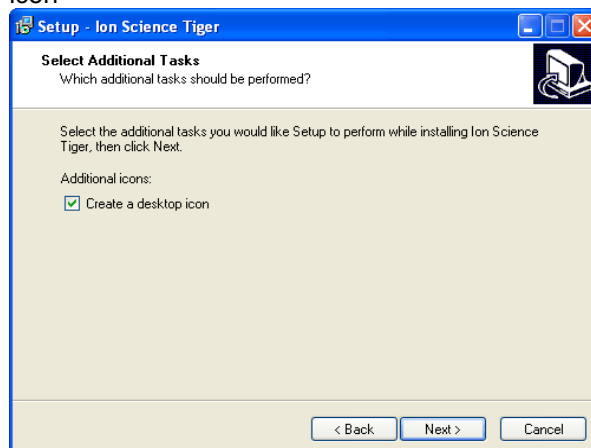 icon
Setup - Ion Science Tiger
Select Additional Tasks
Which additional tasks should be performed?
Select the additional tasks you would like Setup to perform while installing Ion Science
Tiger, then click Next.
Additional icons:
Create a desktop icon
< Back
Next >
Cancel